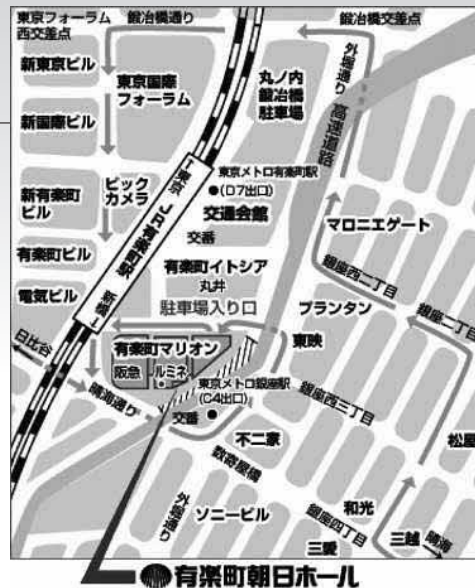 東京フォーラム
西交差点
鍛冶橋通り
鍛冶橋交差点
新東京ビル
東京国際
フォーラム
丸ノ内
鍛冶橋
駐車場
外堀通り
高速道路
新国際ビル
東京メトロ有楽町駅
(D7出口)
新有楽町
ビル
ビック
カメラ
←東京 JR有楽町駅 新橋→
交通会館
交番
マロニエゲート
有楽町ビル
有楽町イトシア
丸井
銀座西二丁目
電気ビル
駐車場入り口
プランタン
銀座二丁目
日比谷
有楽町マリオン
東映
阪急
ルミネ
東京メトロ銀座駅
(C4出口)
銀座西三丁目
晴海通り
交番
不二家
松屋
数寄屋橋
外堀通り
ソニービル
和光
銀座四丁目
三越
晴海
三愛
有楽町朝日ホール